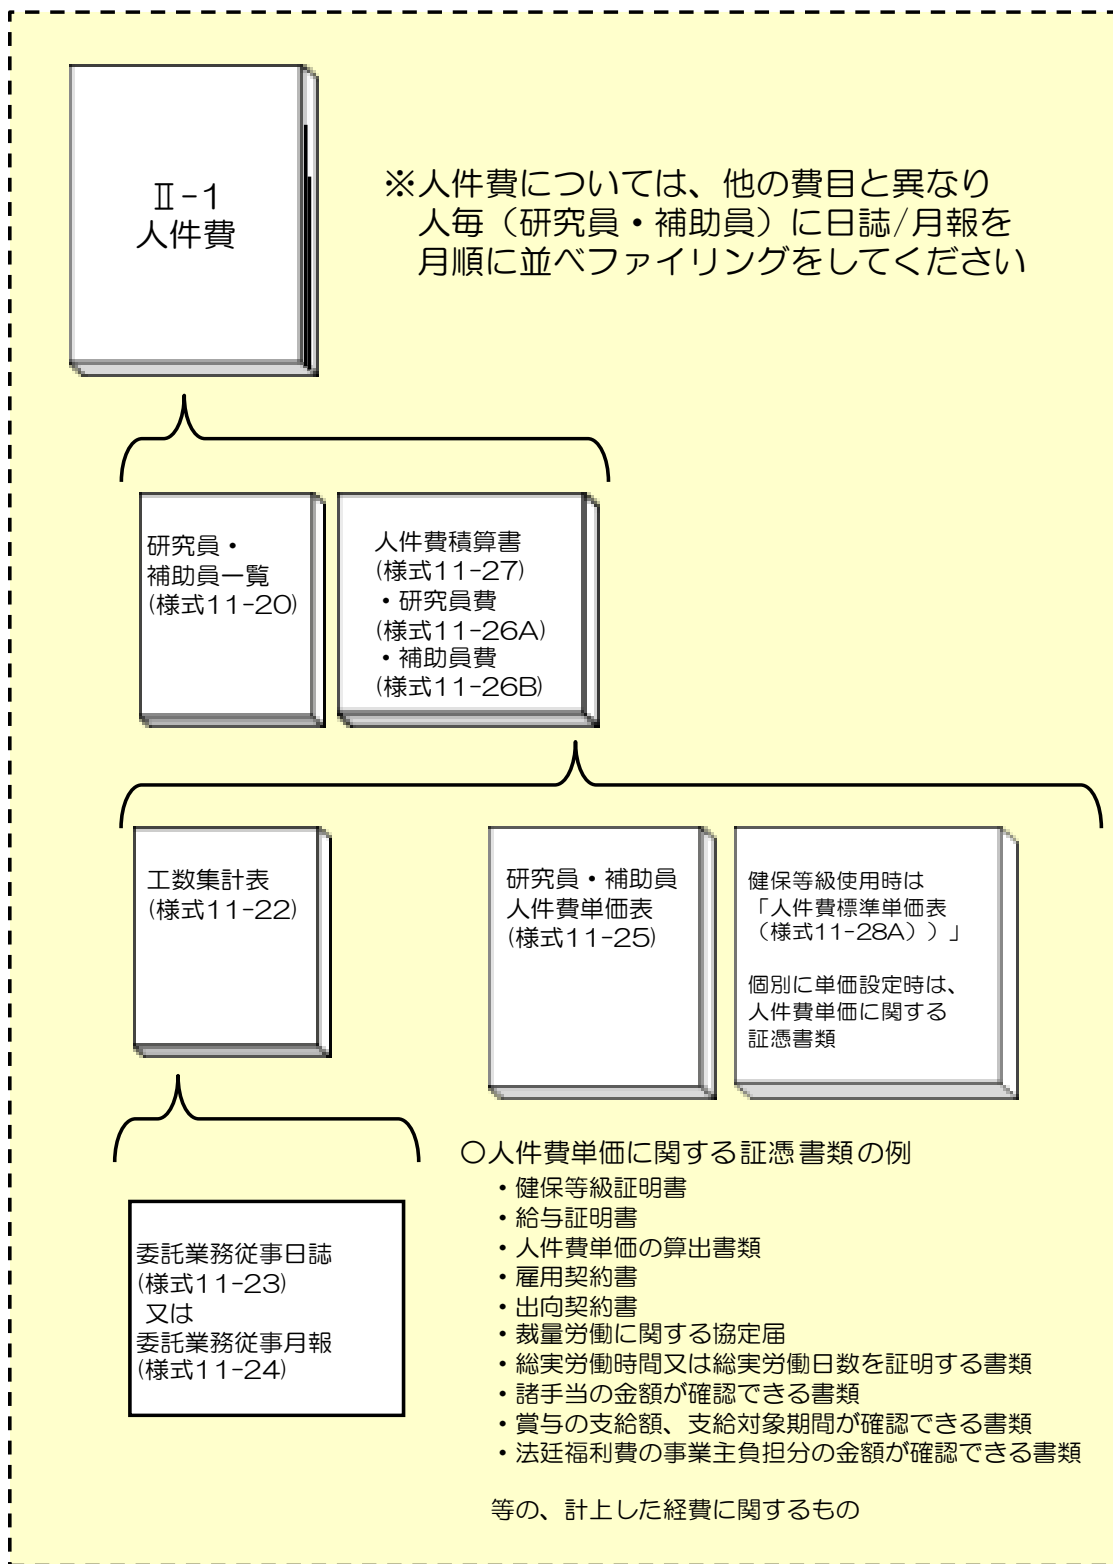 Ⅱ-1
人件費
※人件費については、他の費目と異なり
人毎（研究員・補助員）に日誌/月報を
月順に並べファイリングをしてください
研究員・
補助員一覧
(様式11-20)
人件費積算書
(様式11-27)
・研究員費
(様式11-26A)
・補助員費
(様式11-26B)
工数集計表
(様式11-22)
研究員・補助員
人件費単価表
(様式11-25)
健保等級使用時は
「人件費標準単価表
（様式11-28A））」
個別に単価設定時は、
人件費単価に関する
証憑書類
委託業務従事日誌
(様式11-23)
又は
委託業務従事月報
(様式11-24)
〇人件費単価に関する証憑書類の例
・健保等級証明書
・給与証明書
・人件費単価の算出書類
・雇用契約書
・出向契約書
・裁量労働に関する協定届
・総実労働時間又は総実労働日数を証明する書類
・諸手当の金額が確認できる書類
・賞与の支給額、支給対象期間が確認できる書類
・法廷福利費の事業主負担分の金額が確認できる書類
等の、計上した経費に関するもの